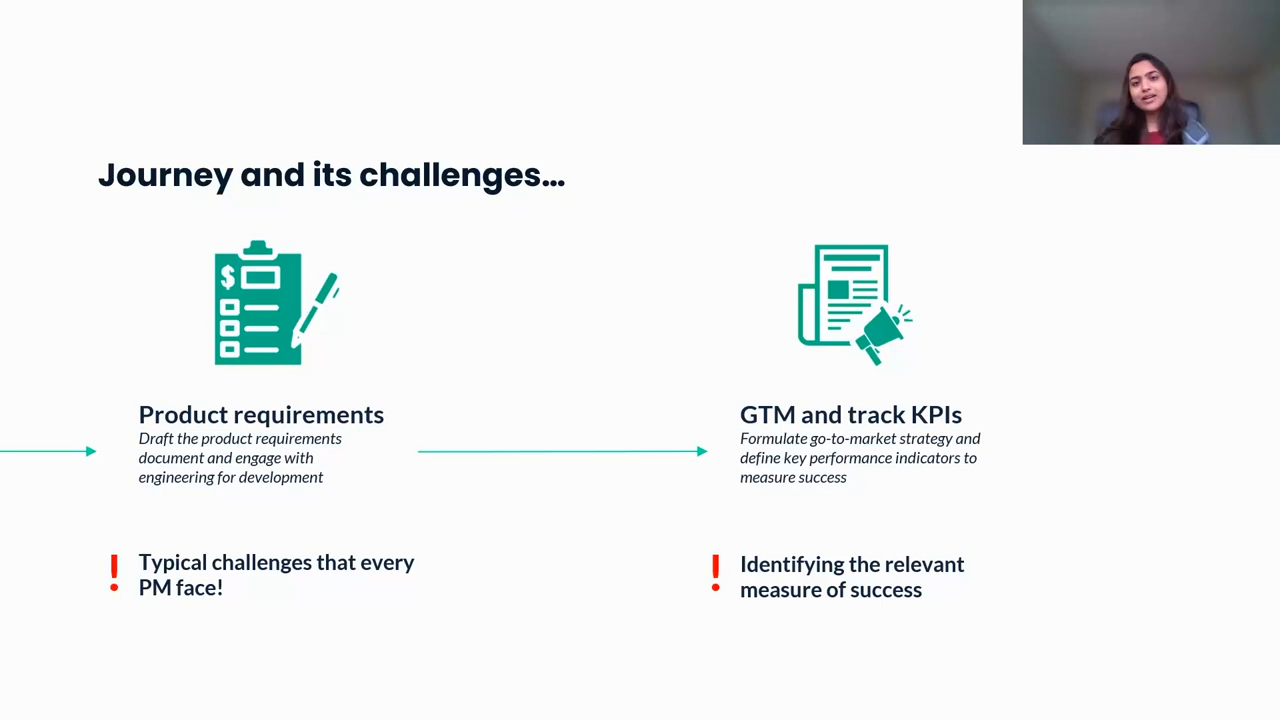 Journey and its challenges...
$
Product requirements
Draft the product requirements
document and engage with
engineering for development
GTM and track KPIs
Formulate go-to-market strategy and
define key performance indicators to
measure success
! Typical challenges that every
PM face!
! Identifying the relevant
measure of success